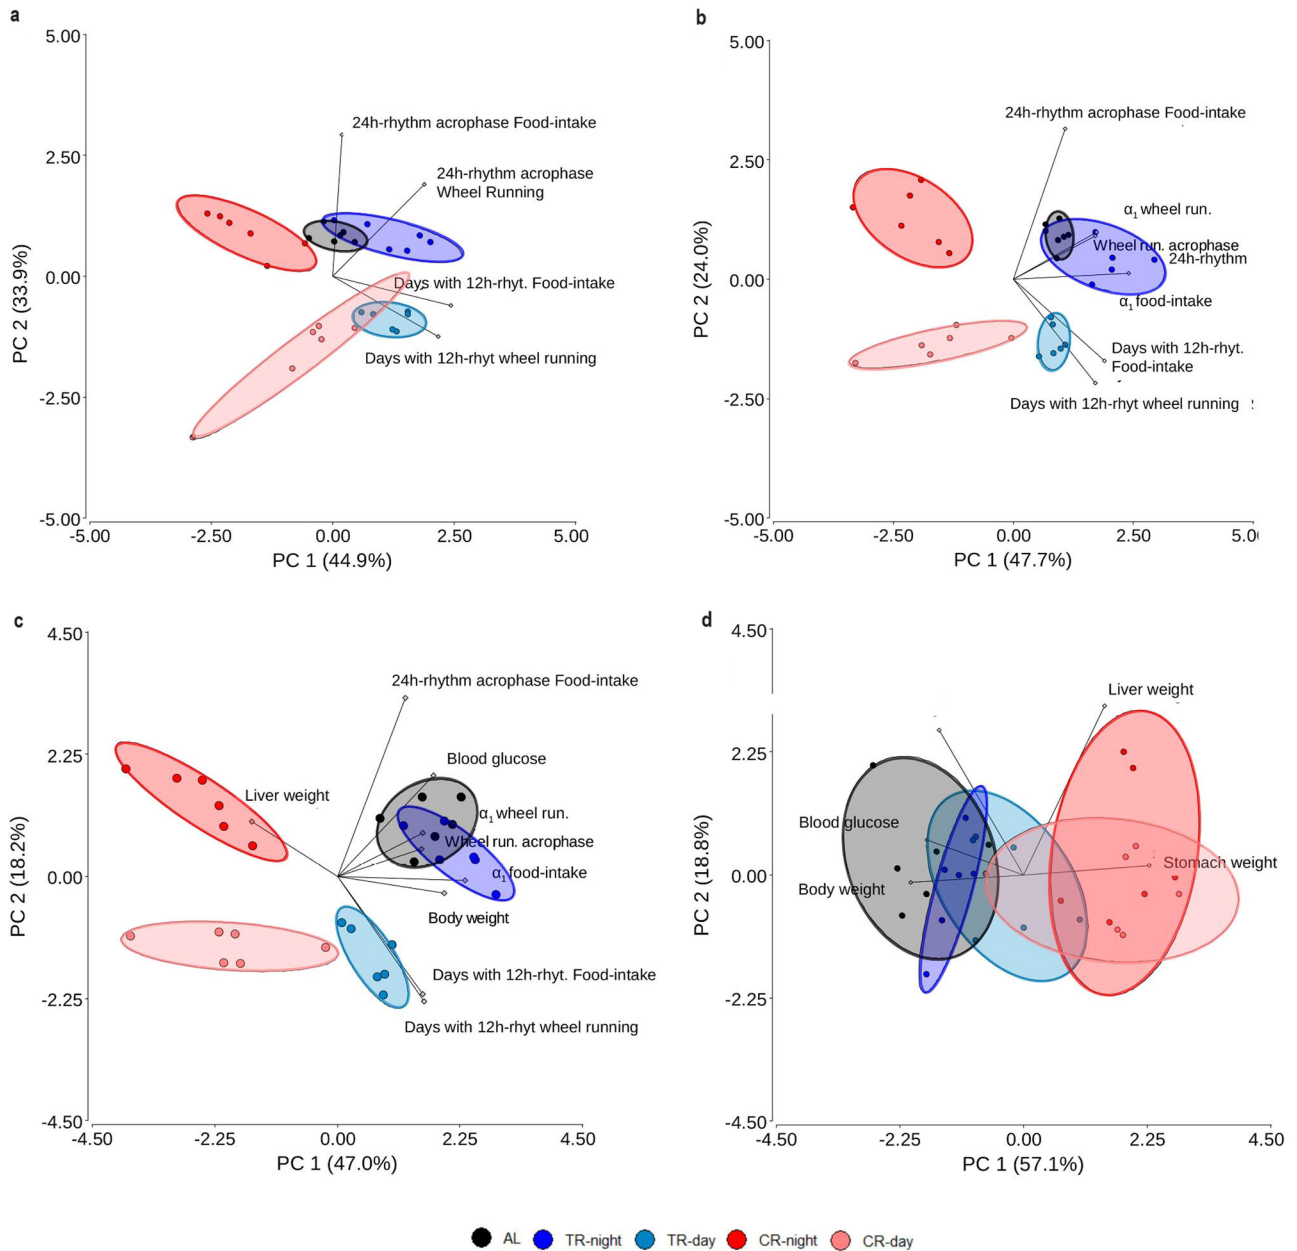 a
5.00
2.50
0.00
-2.50
-5.00
PC 2 (33.9%)
24h-rhythm acrophase Food-intake
24h-rhythm acrophase
Wheel Running
Days with 12h-rhyt. Food-intake
Days with 12h-rhyt wheel running
-5.00 -2.50 0.00 2.50 5.00
PC 1 (44.9%)
b
5.00
2.50
0.00
-2.50
-5.00
PC 2 (24.0%)
24h-rhythm acrophase Food-intake
α1 wheel run.
Wheel run. acrophase
24h-rhythm
α1 food-intake
Days with 12h-rhyt.
Food-intake
Days with 12h-rhyt wheel running
-5.00 -2.50 0.00 2.50
PC 1 (47.7%)
c
4.50
2.25
0.00
-2.25
-4.50
PC 2 (18.2%)
24h-rhythm acrophase Food-intake
Blood glucose
Liver weight
α1 wheel run.
Wheel run. acrophase
α1 food-intake
Body weight
Days with 12h-rhyt. Food-intake
Days with 12h-rhyt wheel running
-4.50 -2.25 0.00 2.25 4.50
PC 1 (47.0%)
d
4.50
2.25
0.00
-2.25
-4.50
PC 2 (18.8%)
Liver weight
Blood glucose
Stomach weight
Body weight
-4.50 -2.25 0.00 2.25 4.50
PC 1 (57.1%)
AL TR-night TR-day CR-night CR-day